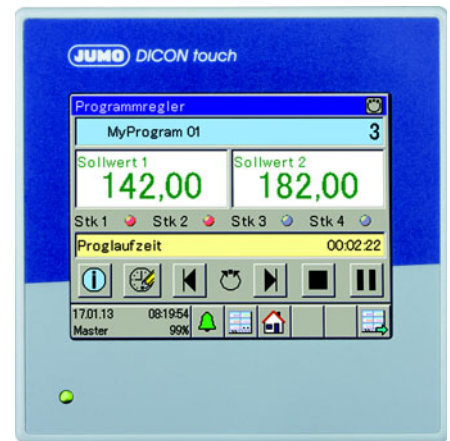 JUMO DICON touch
Programmregler
MyProgram 01 3
Sollwert 1 Sollwert 2
142,00 182,00
Stk 1 Stk 2 Stk 3 Stk 4
Proglaufzeit 00:02:22
17.01.13 08:19:54
Master 99%